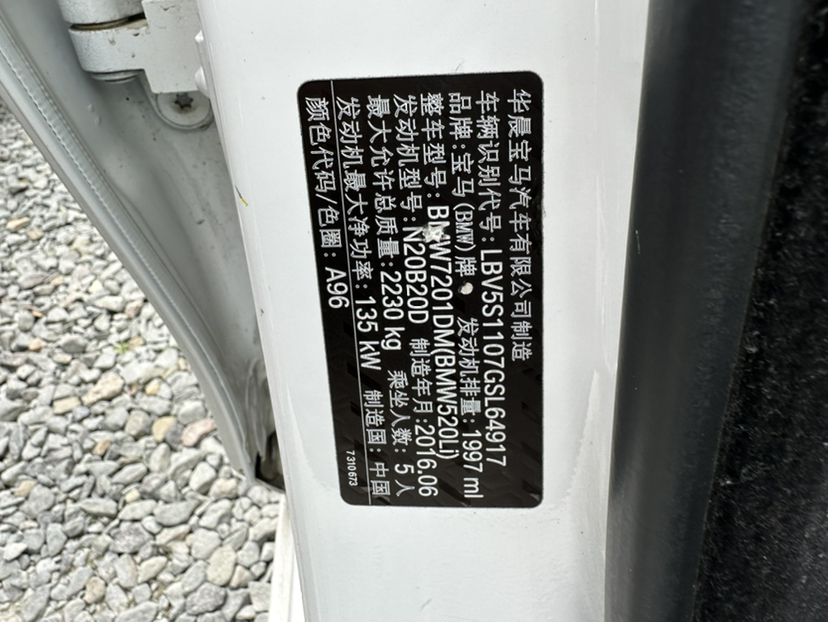 华晨宝马汽车有限公司制造
车辆识别代号：LBV5S1107GSL64917
品牌：宝马(BMW)牌 发动机排量：1997 ml
整车型号：BMW7201DM(BMW520Li)
发动机型号：N20B20D 制造年月：2016.06
最大允许总质量：2230 kg 乘坐人数：5人
发动机最大净功率：135 kW 制造国：中国
颜色代码/色圈：A96
7 310 673